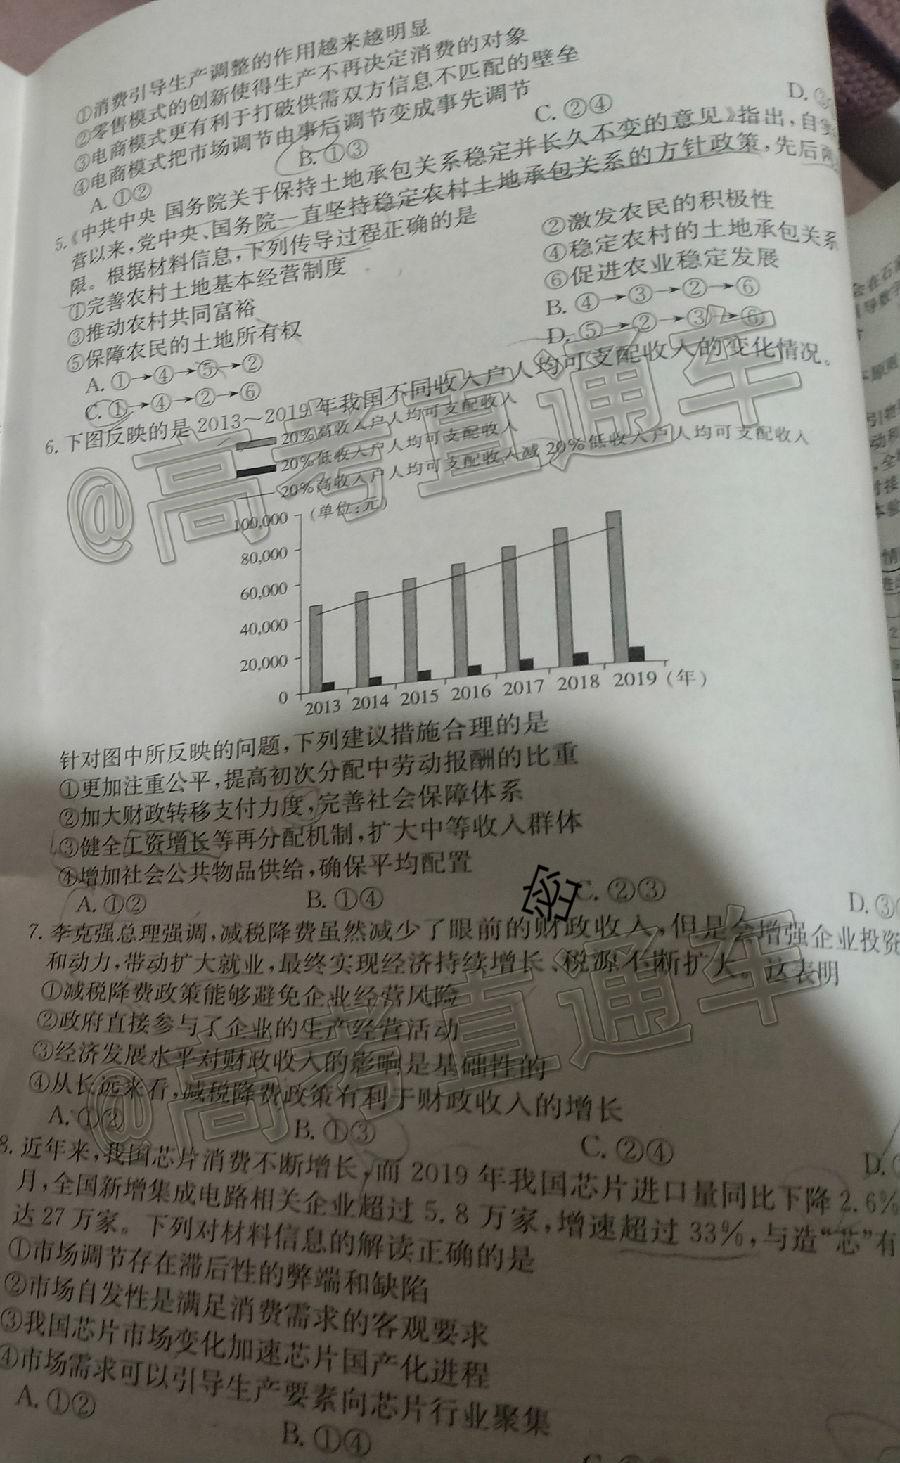 ①消费引导生产调整的作用越来越明显
②零售模式的创新使得生产不再决定消费的对象
③电商模式更有利于打破供需双方信息不匹配的壁垒
④电商模式把市场调节由事后调节变成事先调节
A. ①② B. ①③ C. ②④ D.
5.《中共中央 国务院关于保持土地承包关系稳定并长久不变的意见》指出,自
营以来,党中央、国务院一直坚持稳定农村土地承包关系的方针政策,先后
限。根据材料信息,下列传导过程正确的是
①完善农村土地基本经营制度 ②激发农民的积极性
③推动农村共同富裕 ④稳定农村的土地承包关系
⑤保障农民的土地所有权 ⑥促进农业稳定发展
A. ①→④→⑤→② B. ④→③→②→⑥
C. ①→④→②→⑥ D. ⑤→②→③→⑥
6. 下图反映的是 2013~2019 年我国不同收入户人均可支配收入的变化情况。
20%高收入户人均可支配收入
20%低收入户人均可支配收入
20%高收入户人均可支配收入减 20%低收入户人均可支配收入
(单位:元)
100,000
80,000
60,000
40,000
20,000
0
2013 2014 2015 2016 2017 2018 2019 (年)
针对图中所反映的问题,下列建议措施合理的是
①更加注重公平,提高初次分配中劳动报酬的比重
②加大财政转移支付力度,完善社会保障体系
③健全工资增长等再分配机制,扩大中等收入群体
④增加社会公共物品供给,确保平均配置
A. ①② B. ①④ C. ②③ D. ③
7. 李克强总理强调,减税降费虽然减少了眼前的财政收入,但是会增强企业投资
和动力,带动扩大就业,最终实现经济持续增长、税源不断扩大。这表明
①减税降费政策能够避免企业经营风险
②政府直接参与了企业的生产经营活动
③经济发展水平对财政收入的影响是基础性的
④从长远来看,减税降费政策有利于财政收入的增长
A. ①② B. ①③ C. ②④ D.
8. 近年来,我国芯片消费不断增长,而 2019 年我国芯片进口量同比下降 2.6%
月,全国新增集成电路相关企业超过 5.8 万家,增速超过 33%,与造“芯”有
达 27 万家。下列对材料信息的解读正确的是
①市场调节存在滞后性的弊端和缺陷
②市场自发性是满足消费需求的客观要求
③我国芯片市场变化加速芯片国产化进程
④市场需求可以引导生产要素向芯片行业聚集
A. ①② B. ①④
@高考直通车
@高考直通车